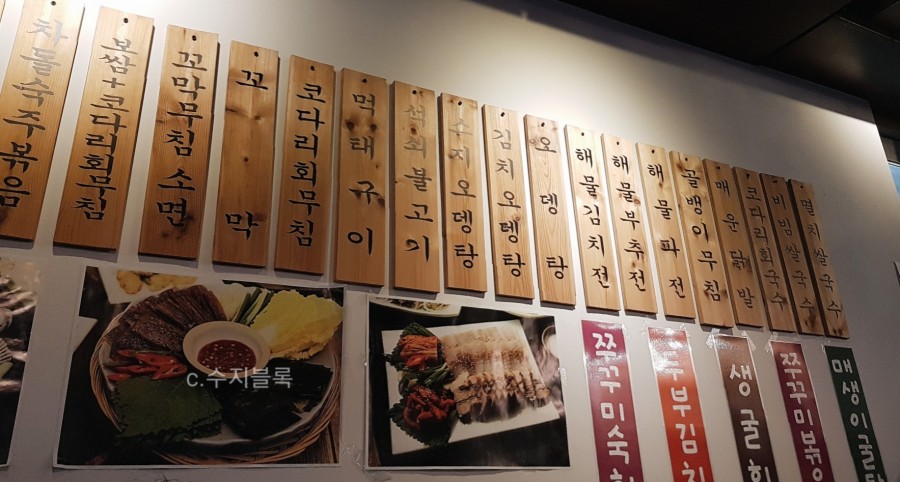 차돌숙주볶음
보쌈+코다리회무침
꼬막무침소면
꼬막
코다리회무침
먹태구이
석쇠불고기
소지오뎅탕
김치오뎅탕
오뎅탕
해물김치전
해물부추전
해물파전
골뱅이무침
매운닭발
코다리회국수
비빔쌀국수
멸치쌀국수
쭈꾸미숙회
두부김치
생굴회
쭈꾸미볶
매생이굴탕
c.수지블록